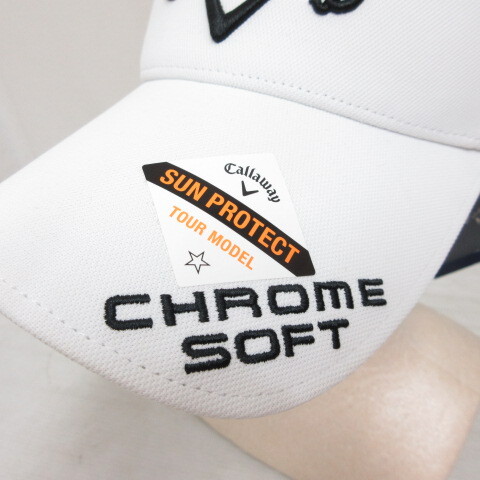 Callaway
SUN PROTECT
TOUR MODEL
CHROME
SOFT